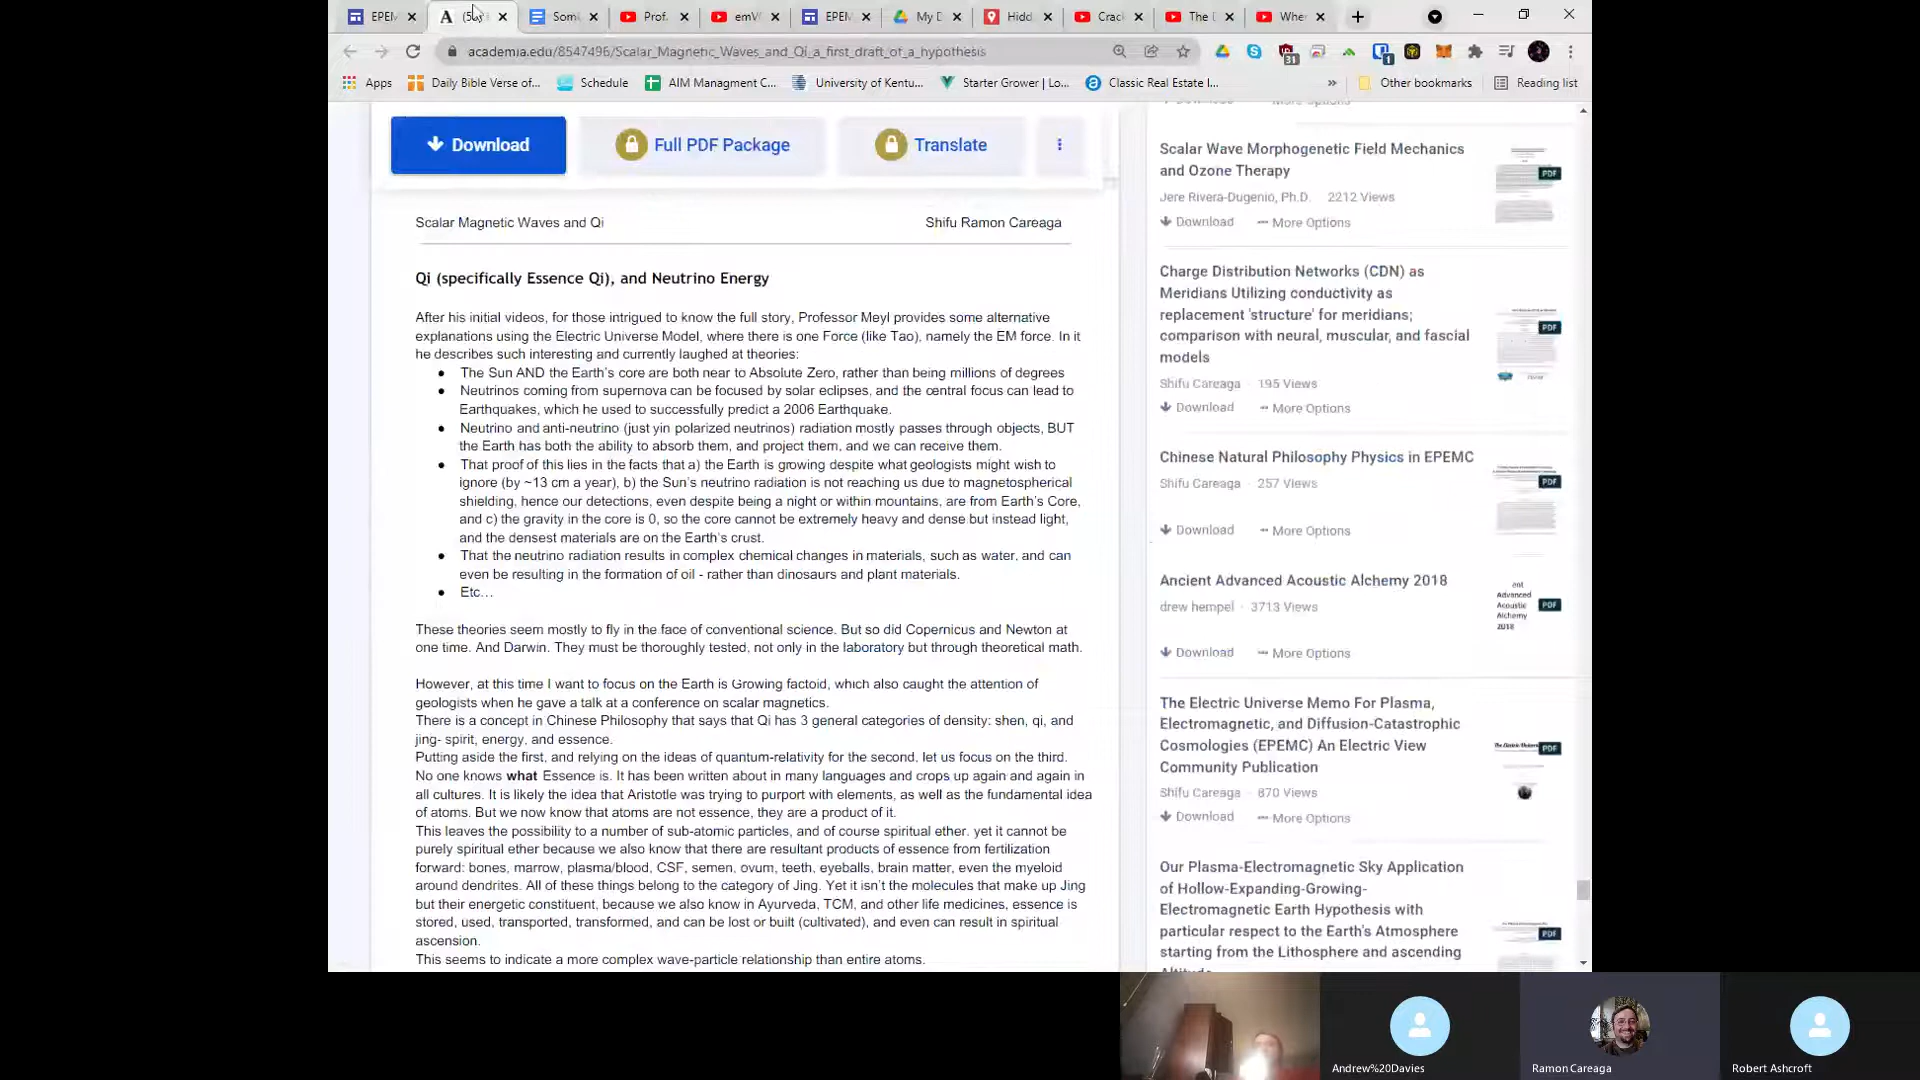 EPEM
(5
Som
Prof.
emV
EPEM
My D
Hidd
Crac
The D
Whe
academia.edu/8547496/Scalar_Magnetic_Waves_and_Qi_a_first_draft_of_a_hypothesis
31
1
Apps
Daily Bible Verse of...
Schedule
AIM Managment C...
University of Kentu...
Starter Grower | Lo...
Classic Real Estate I...
»
Other bookmarks
Reading list
Download
Full PDF Package
Translate
Scalar Magnetic Waves and Qi
Shifu Ramon Careaga
Qi (specifically Essence Qi), and Neutrino Energy
After his initial videos, for those intrigued to know the full story, Professor Meyl provides some alternative
explanations using the Electric Universe Model, where there is one Force (like Tao), namely the EM force. In it
he describes such interesting and currently laughed at theories:
● The Sun AND the Earth's core are both near to Absolute Zero, rather than being millions of degrees
● Neutrinos coming from supernova can be focused by solar eclipses, and the central focus can lead to
Earthquakes, which he used to successfully predict a 2006 Earthquake.
● Neutrino and anti-neutrino (just yin polarized neutrinos) radiation mostly passes through objects, BUT
the Earth has both the ability to absorb them, and project them, and we can receive them.
● That proof of this lies in the facts that a) the Earth is growing despite what geologists might wish to
ignore (by ~13 cm a year), b) the Sun's neutrino radiation is not reaching us due to magnetospherical
shielding, hence our detections, even despite being a night or within mountains, are from Earth's Core,
and c) the gravity in the core is 0, so the core cannot be extremely heavy and dense but instead light,
and the densest materials are on the Earth's crust.
● That the neutrino radiation results in complex chemical changes in materials, such as water, and can
even be resulting in the formation of oil - rather than dinosaurs and plant materials.
● Etc...
These theories seem mostly to fly in the face of conventional science. But so did Copernicus and Newton at
one time. And Darwin. They must be thoroughly tested, not only in the laboratory but through theoretical math.
However, at this time I want to focus on the Earth is Growing factoid, which also caught the attention of
geologists when he gave a talk at a conference on scalar magnetics.
There is a concept in Chinese Philosophy that says that Qi has 3 general categories of density: shen, qi, and
jing- spirit, energy, and essence.
Putting aside the first, and relying on the ideas of quantum-relativity for the second, let us focus on the third.
No one knows what Essence is. It has been written about in many languages and crops up again and again in
all cultures. It is likely the idea that Aristotle was trying to purport with elements, as well as the fundamental idea
of atoms. But we now know that atoms are not essence, they are a product of it.
This leaves the possibility to a number of sub-atomic particles, and of course spiritual ether. yet it cannot be
purely spiritual ether because we also know that there are resultant products of essence from fertilization
forward: bones, marrow, plasma/blood, CSF, semen, ovum, teeth, eyeballs, brain matter, even the myeloid
around dendrites. All of these things belong to the category of Jing. Yet it isn't the molecules that make up Jing
but their energetic constituent, because we also know in Ayurveda, TCM, and other life medicines, essence is
stored, used, transported, transformed, and can be lost or built (cultivated), and even can result in spiritual
ascension.
This seems to indicate a more complex wave-particle relationship than entire atoms.
Download
More Options
Scalar Wave Morphogenetic Field Mechanics
and Ozone Therapy
PDF
Jere Rivera-Dugenio, Ph.D. 2212 Views
Download
More Options
Charge Distribution Networks (CDN) as
Meridians Utilizing conductivity as
replacement 'structure' for meridians;
comparison with neural, muscular, and fascial
models
PDF
Shifu Careaga · 195 Views
Download
More Options
Chinese Natural Philosophy Physics in EPEMC
PDF
Shifu Careaga · 257 Views
Download
More Options
Ancient Advanced Acoustic Alchemy 2018
ent
Advanced
Acoustic
Alchemy
2018
PDF
drew hempel · 3713 Views
Download
More Options
The Electric Universe Memo For Plasma,
Electromagnetic, and Diffusion-Catastrophic
Cosmologies (EPEMC) An Electric View
Community Publication
PDF
Shifu Careaga · 870 Views
Download
More Options
Our Plasma-Electromagnetic Sky Application
of Hollow-Expanding-Growing-
Electromagnetic Earth Hypothesis with
particular respect to the Earth's Atmosphere
starting from the Lithosphere and ascending
Altitude
PDF
Andrew%20Davies
Ramon Careaga
Robert Ashcroft